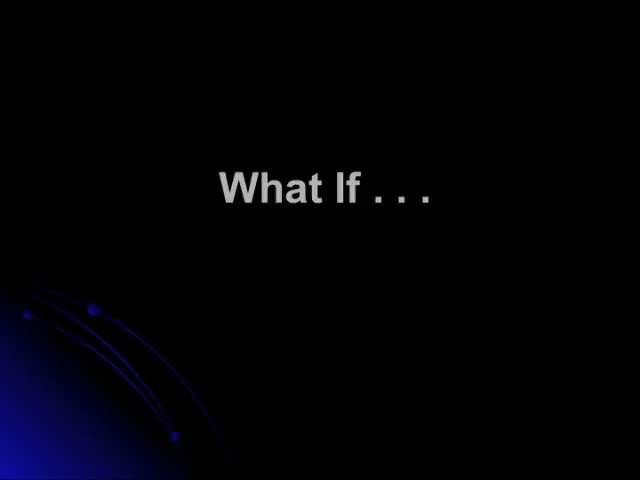 What If . . .